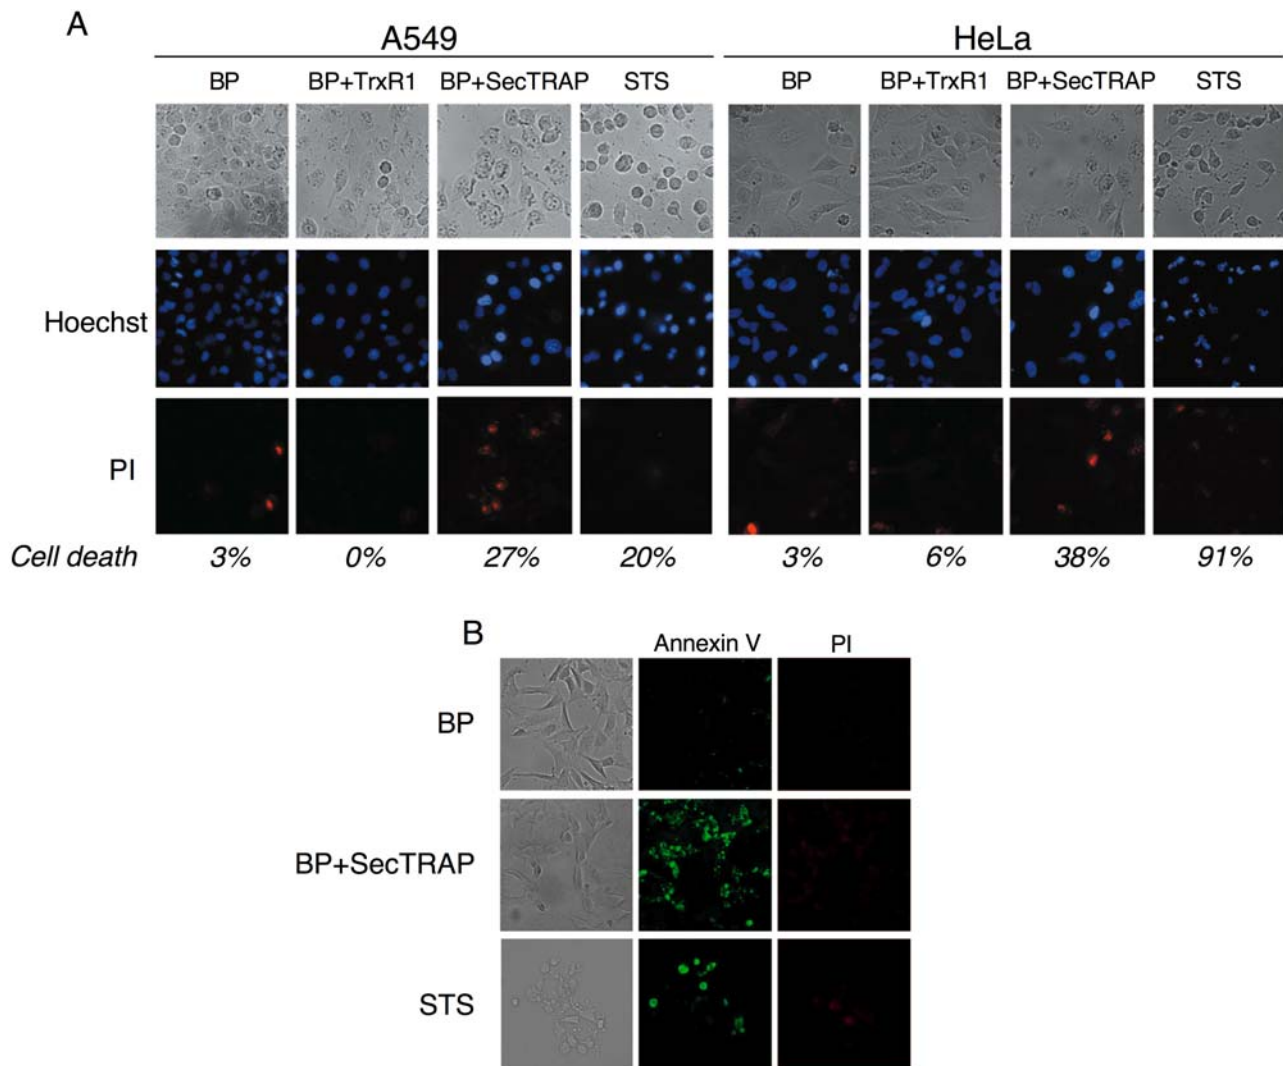 A
A549 HeLa
BP BP+TrxR1 BP+SecTRAP STS BP BP+TrxR1 BP+SecTRAP STS
Hoechst
PI
Cell death 3% 0% 27% 20% 3% 6% 38% 91%
B
Annexin V PI
BP
BP+SecTRAP
STS